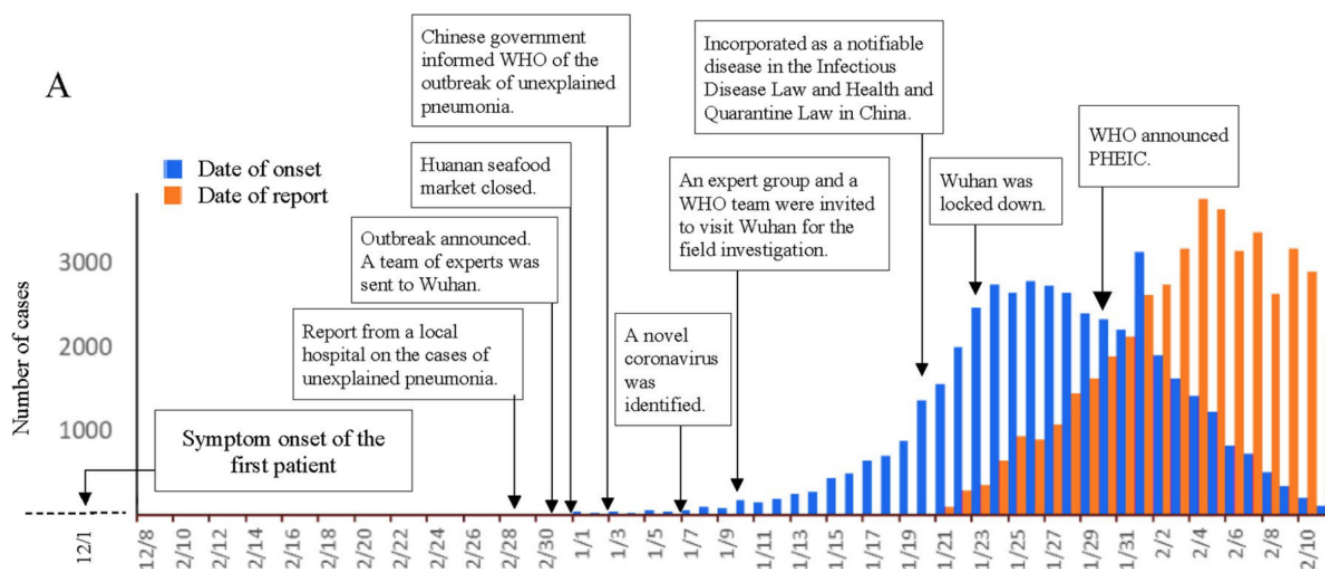 A
Chinese government
informed WHO of the
outbreak of unexplained
pneumonia.
Incorporated as a notifiable
disease in the Infectious
Disease Law and Health and
Quarantine Law in China.
WHO announced
PHEIC.
Date of onset
Date of report
Huanan seafood
market closed.
An expert group and a
WHO team were invited
to visit Wuhan for the
field investigation.
Wuhan was
locked down.
Outbreak announced.
A team of experts was
sent to Wuhan.
Report from a local
hospital on the cases of
unexplained pneumonia.
A novel
coronavirus
was
identified.
Symptom onset of the
first patient
Number of cases
3000
2000
1000
12/1
12/8
2/10
2/12
2/14
2/16
2/18
2/20
2/22
2/24
2/26
2/28
2/30
1/1
1/3
1/5
1/7
1/9
1/11
1/13
1/15
1/17
1/19
1/21
1/23
1/25
1/27
1/29
1/31
2/2
2/4
2/6
2/8
2/10